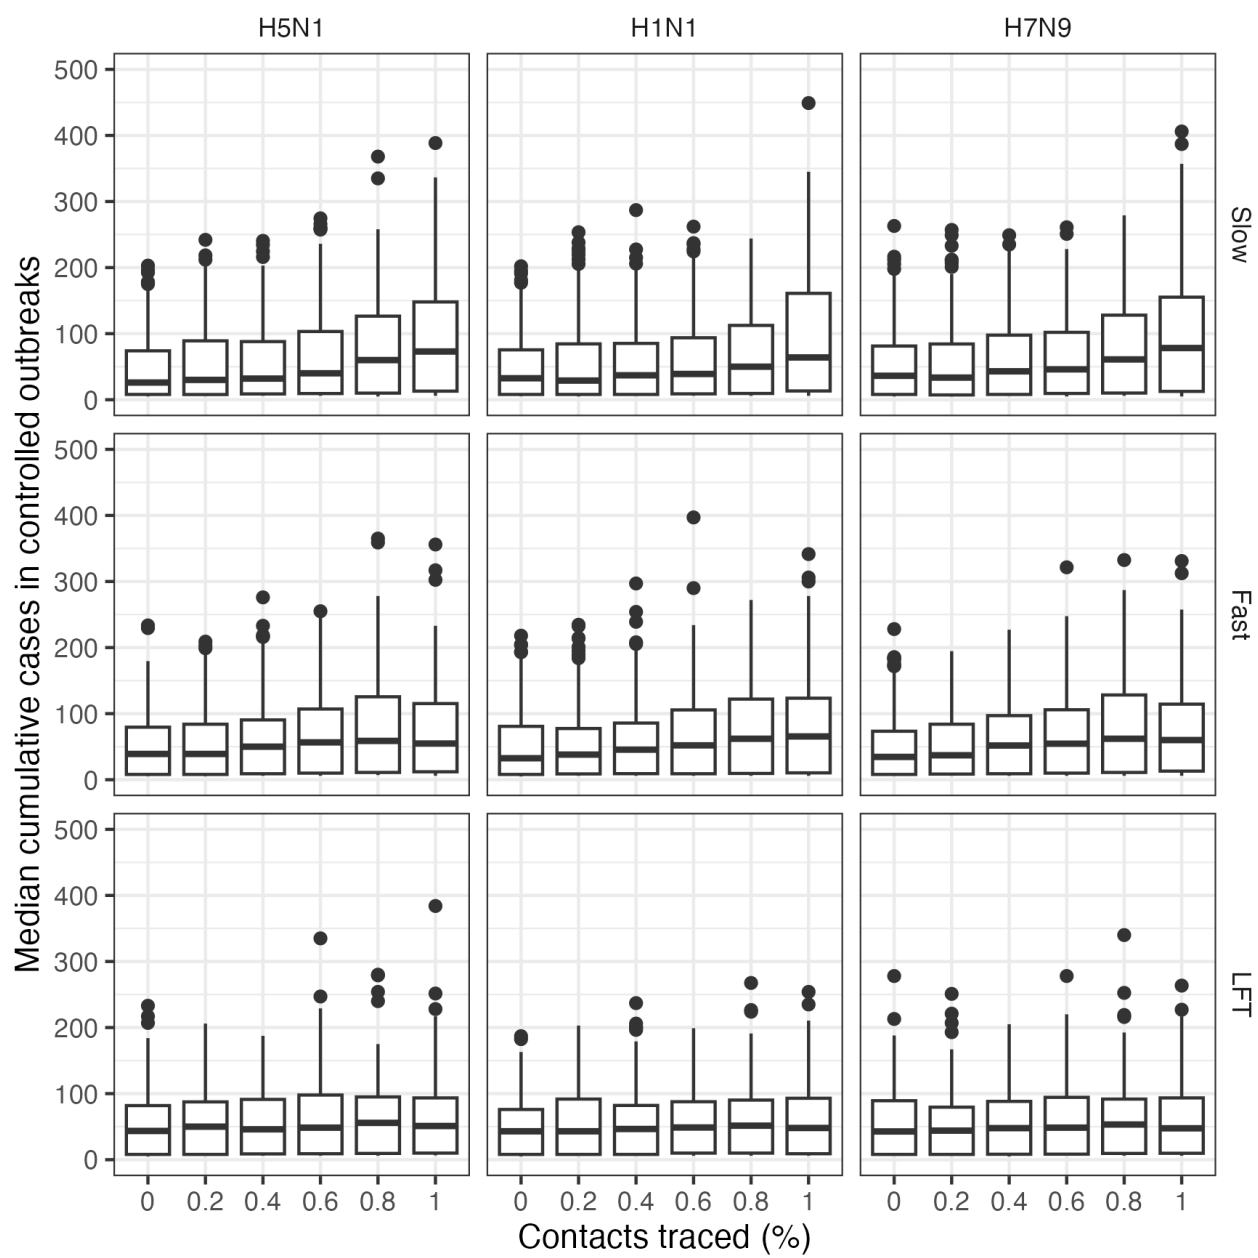 H5N1 H1N1 H7N9
Median cumulative cases in controlled outbreaks
500
400
300
200
100
0
Slow
500
400
300
200
100
0
Fast
500
400
300
200
100
0
LFT
0 0.2 0.4 0.6 0.8 1 0 0.2 0.4 0.6 0.8 1 0 0.2 0.4 0.6 0.8 1
Contacts traced (%)